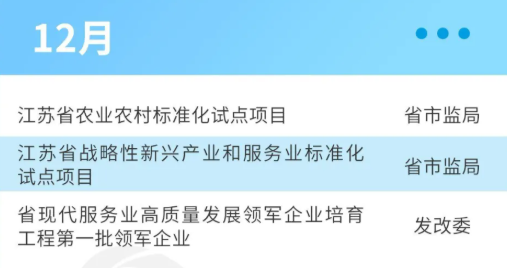 12月
江苏省农业农村标准化试点项目 省市监局
江苏省战略性新兴产业和服务业标准化
试点项目 省市监局
省现代服务业高质量发展领军企业培育
工程第一批领军企业 发改委